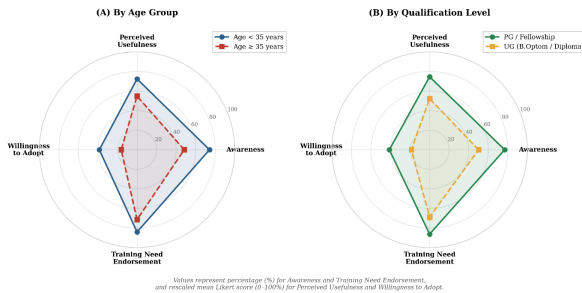 (A) By Age Group
Perceived
Usefulness
Age < 35 years
Age ≥ 35 years
100
80
60
40
20
Willingness
to Adopt
Awareness
Training Need
Endorsement
(B) By Qualification Level
Perceived
Usefulness
PG / Fellowship
UG (B.Optom / Diploma
100
80
60
40
20
Willingness
to Adopt
Awareness
Training Need
Endorsement
Values represent percentage (%) for Awareness and Training Need Endorsement,
and rescaled mean Likert score (0–100%) for Perceived Usefulness and Willingness to Adopt.